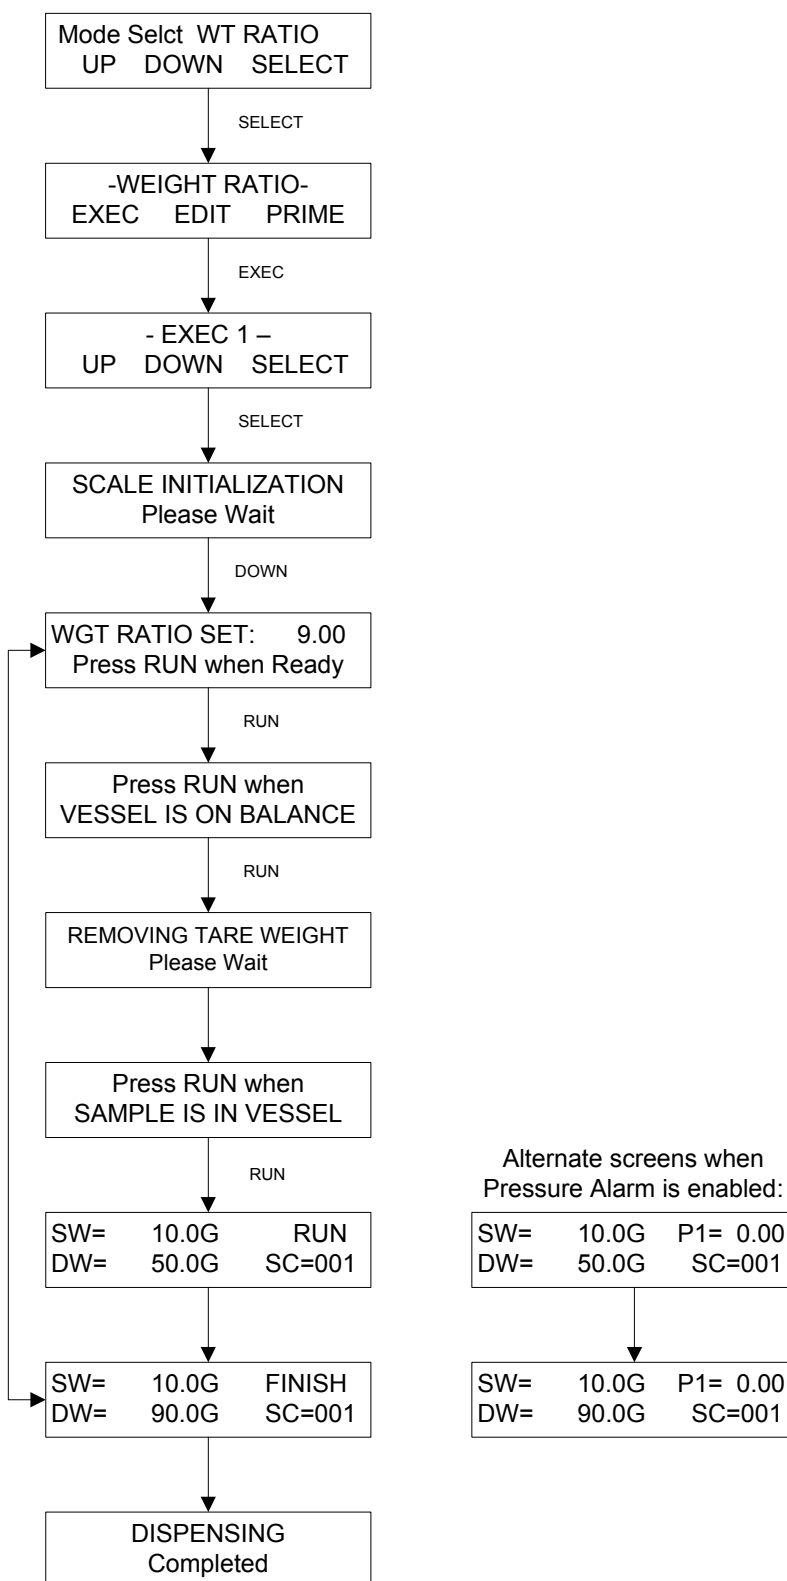 Mode Selct WT RATIO
UP DOWN SELECT
SELECT
-WEIGHT RATIO-
EXEC EDIT PRIME
EXEC
- EXEC 1 –
UP DOWN SELECT
SELECT
SCALE INITIALIZATION
Please Wait
DOWN
WGT RATIO SET: 9.00
Press RUN when Ready
RUN
Press RUN when
VESSEL IS ON BALANCE
RUN
REMOVING TARE WEIGHT
Please Wait
Press RUN when
SAMPLE IS IN VESSEL
RUN
SW= 10.0G RUN
DW= 50.0G SC=001
SW= 10.0G FINISH
DW= 90.0G SC=001
DISPENSING
Completed
Alternate screens when
Pressure Alarm is enabled:
SW= 10.0G P1= 0.00
DW= 50.0G SC=001
SW= 10.0G P1= 0.00
DW= 90.0G SC=001